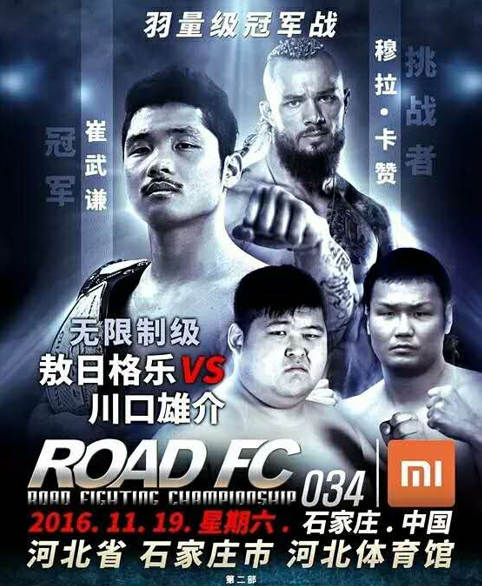 羽量级冠军战
冠军
崔武谦
穆拉·卡赞
挑战者
无限制级
敖日格乐VS
川口雄介
ROAD FC 034
ROAD FIGHTING CHAMPIONSHIP
mi
2016. 11. 19. 星期六 . 石家庄 . 中国
河北省 石家庄市 河北体育馆
第二部